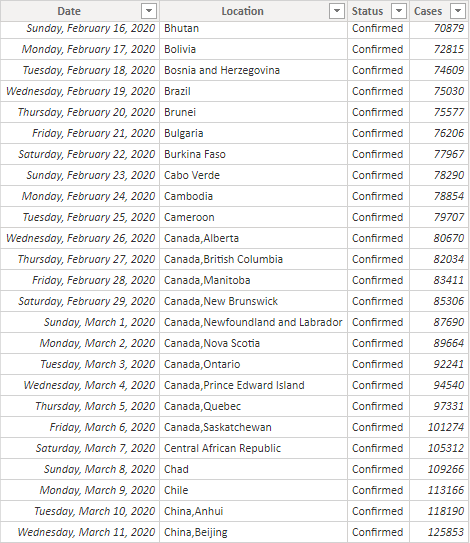 Date Location Status Cases
Sunday, February 16, 2020 Bhutan Confirmed 70879
Monday, February 17, 2020 Bolivia Confirmed 72815
Tuesday, February 18, 2020 Bosnia and Herzegovina Confirmed 74609
Wednesday, February 19, 2020 Brazil Confirmed 75030
Thursday, February 20, 2020 Brunei Confirmed 75577
Friday, February 21, 2020 Bulgaria Confirmed 76206
Saturday, February 22, 2020 Burkina Faso Confirmed 77967
Sunday, February 23, 2020 Cabo Verde Confirmed 78290
Monday, February 24, 2020 Cambodia Confirmed 78854
Tuesday, February 25, 2020 Cameroon Confirmed 79707
Wednesday, February 26, 2020 Canada,Alberta Confirmed 80670
Thursday, February 27, 2020 Canada,British Columbia Confirmed 82034
Friday, February 28, 2020 Canada,Manitoba Confirmed 83411
Saturday, February 29, 2020 Canada,New Brunswick Confirmed 85306
Sunday, March 1, 2020 Canada,Newfoundland and Labrador Confirmed 87690
Monday, March 2, 2020 Canada,Nova Scotia Confirmed 89664
Tuesday, March 3, 2020 Canada,Ontario Confirmed 92241
Wednesday, March 4, 2020 Canada,Prince Edward Island Confirmed 94540
Thursday, March 5, 2020 Canada,Quebec Confirmed 97331
Friday, March 6, 2020 Canada,Saskatchewan Confirmed 101274
Saturday, March 7, 2020 Central African Republic Confirmed 105312
Sunday, March 8, 2020 Chad Confirmed 109266
Monday, March 9, 2020 Chile Confirmed 113166
Tuesday, March 10, 2020 China,Anhui Confirmed 118190
Wednesday, March 11, 2020 China,Beijing Confirmed 125853